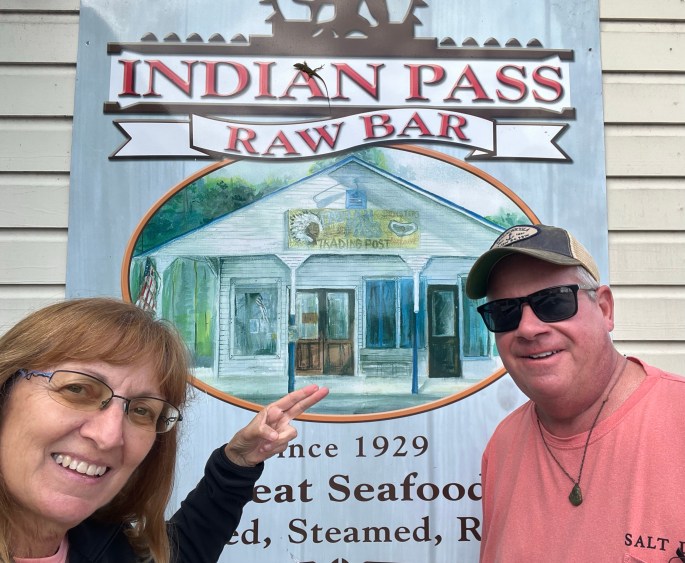 INDIAN PASS
RAW BAR
TRADING POST
ince 1929
eat Seafood
ed, Steamed, R
SALT